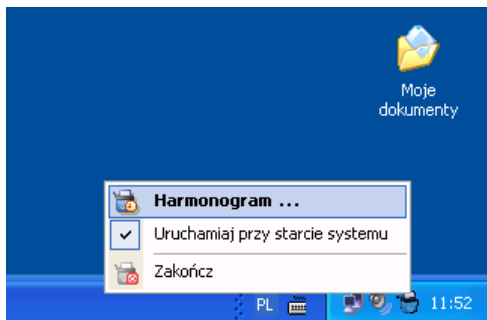 Moje
dokumenty
Harmonogram ...
Uruchamiaj przy starcie systemu
Zakończ
PL 11:52